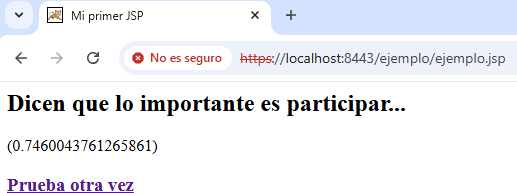 Mi primer JSP
No es seguro https://localhost:8443/ejemplo/ejemplo.jsp
Dicen que lo importante es participar...
(0.7460043761265861)
Prueba otra vez